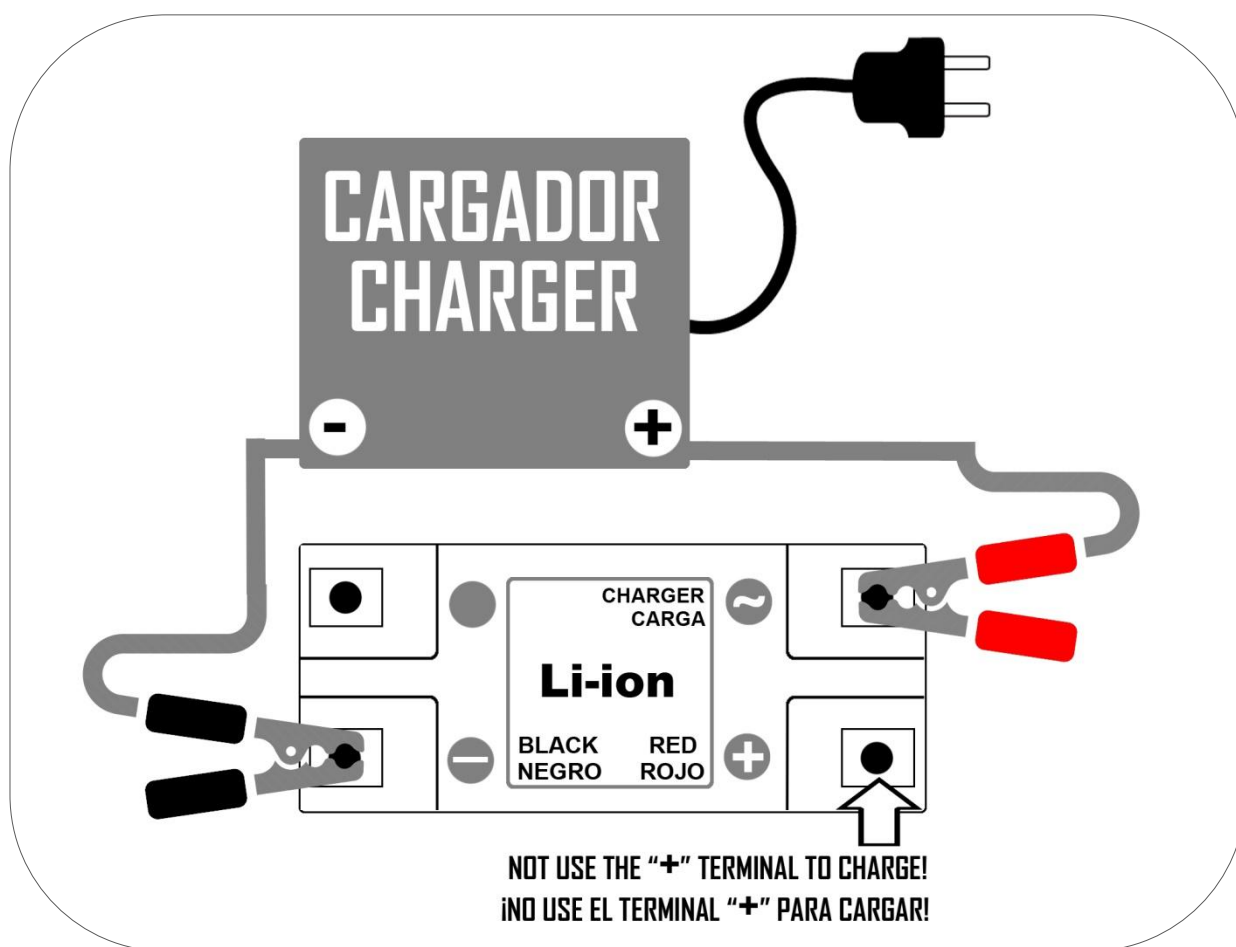 CARGADOR
CHARGER
- +
CHARGER ~
CARGA
Li-ion
− BLACK RED +
NEGRO ROJO
NOT USE THE “+” TERMINAL TO CHARGE!
¡NO USE EL TERMINAL “+” PARA CARGAR!